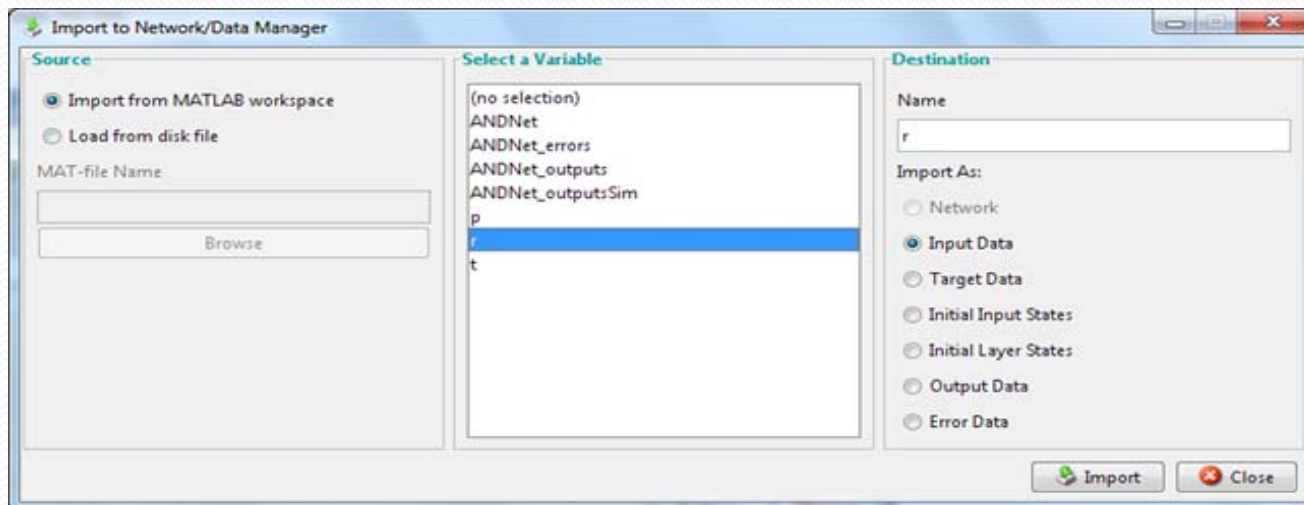 Import to Network/Data Manager
Source
Import from MATLAB workspace
Load from disk file
MAT-file Name
Browse
Select a Variable
(no selection)
ANDNet
ANDNet_errors
ANDNet_outputs
ANDNet_outputsSim
p
r
t
Destination
Name
r
Import As:
Network
Input Data
Target Data
Initial Input States
Initial Layer States
Output Data
Error Data
Import
Close